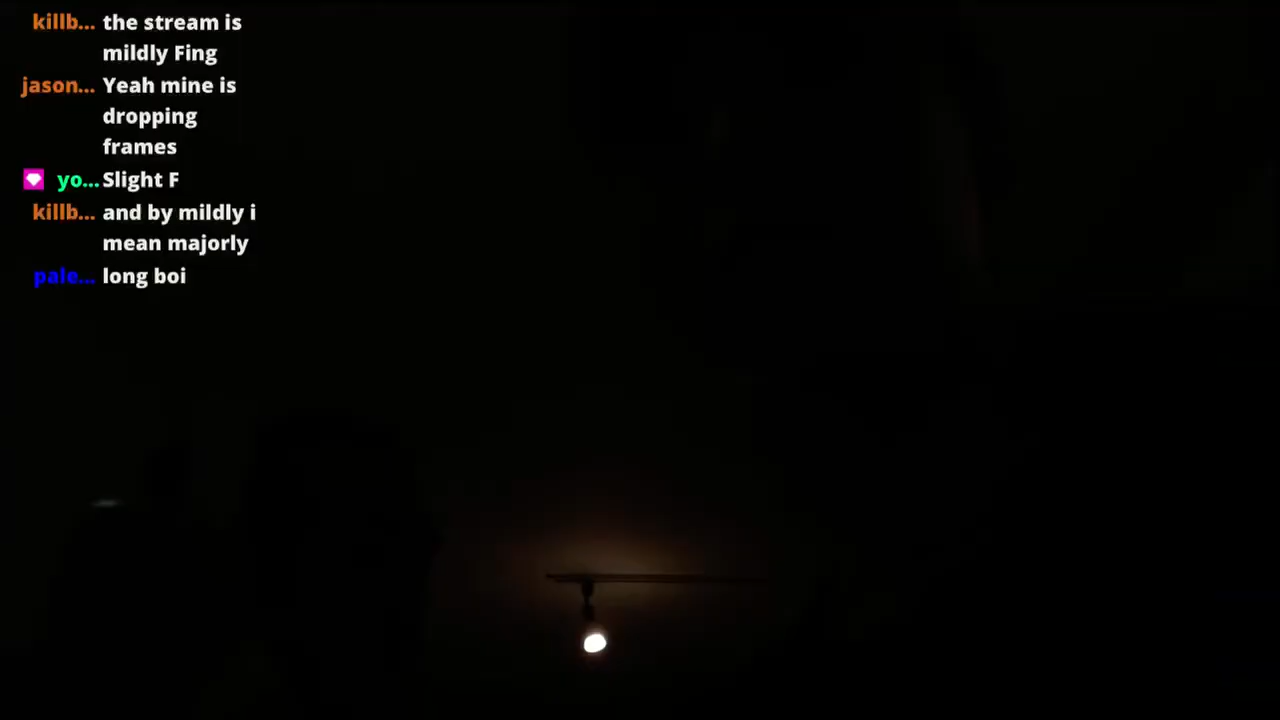 killb... the stream is
mildly Fing
jason... Yeah mine is
dropping
frames
yo... Slight F
killb... and by mildly i
mean majorly
pale... long boi